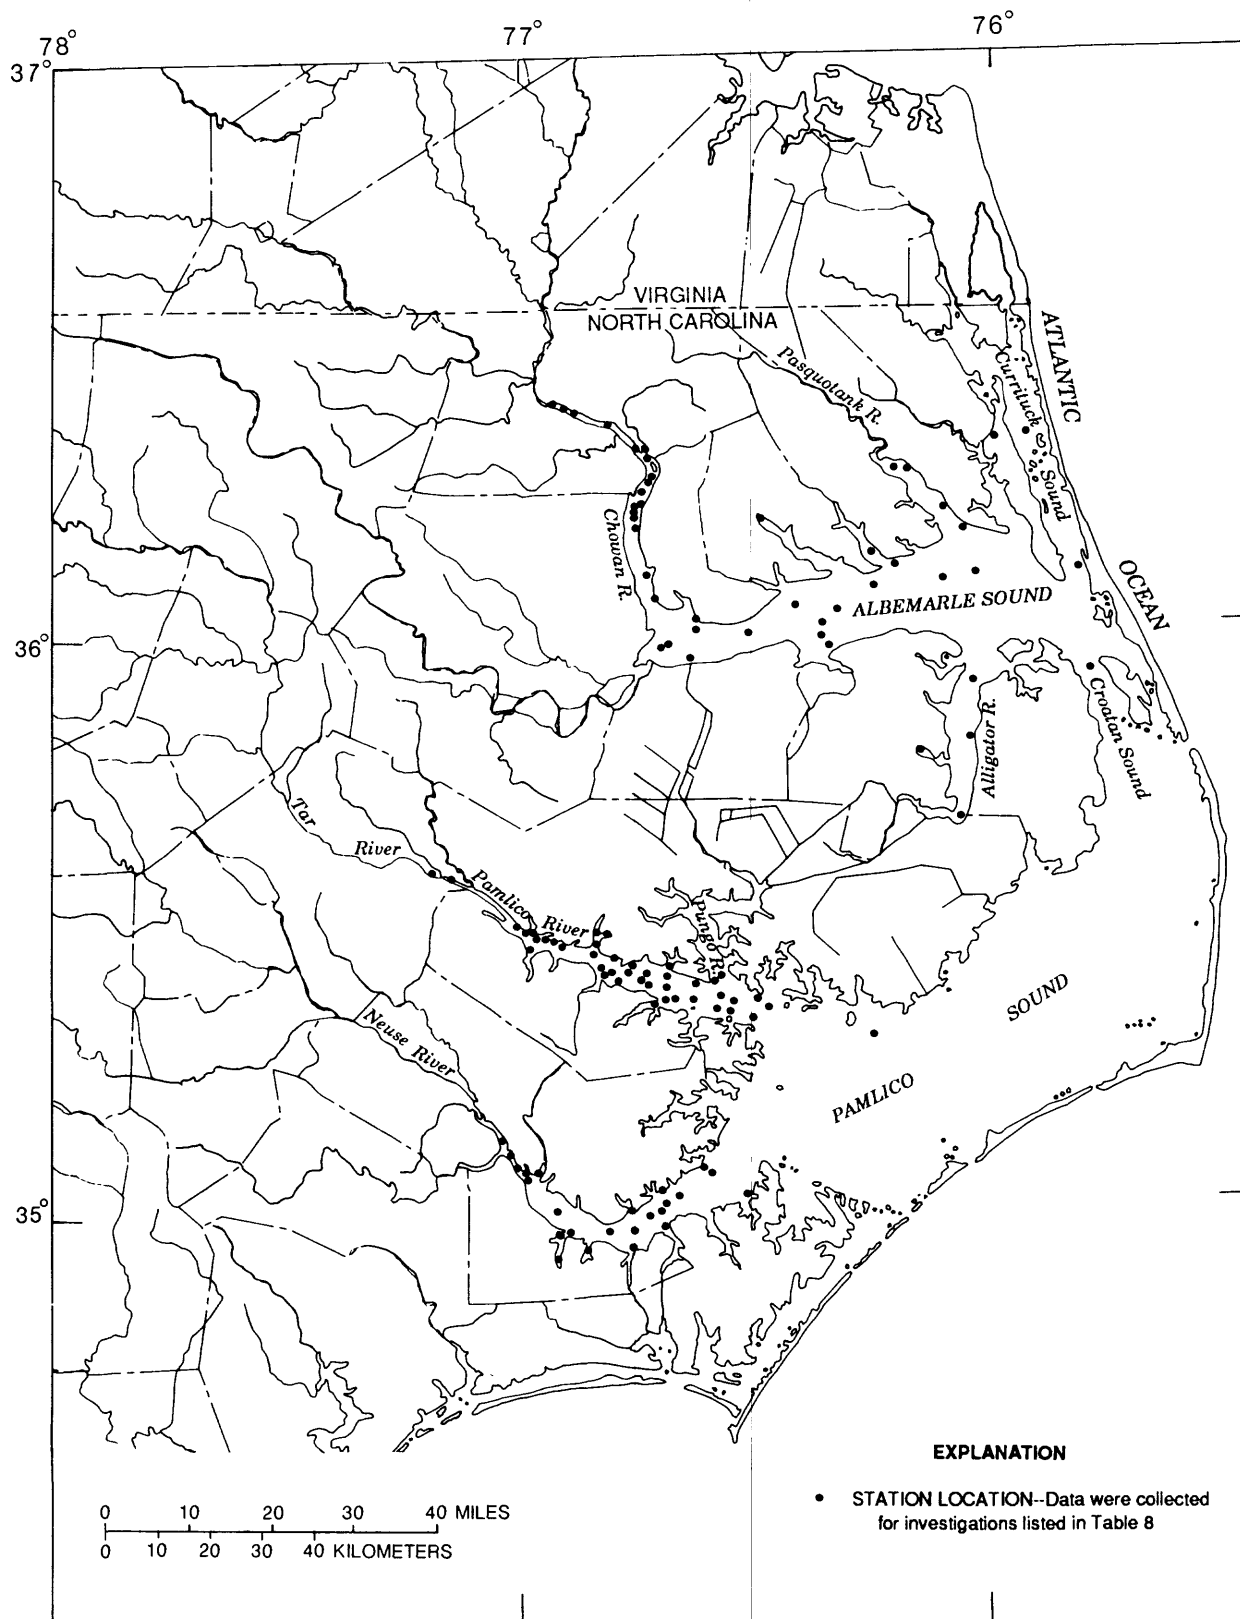 78°
77°
76°
37°
VIRGINIA
NORTH CAROLINA
ATLANTIC
OCEAN
Pasquotank R.
Currituck
Sound
Chowan R.
ALBEMARLE SOUND
36°
Croatan Sound
Alligator R.
Tar
River
Pamlico
River
Pungo R.
SOUND
PAMLICO
Neuse River
35°
EXPLANATION
• STATION LOCATION--Data were collected
for investigations listed in Table 8
0 10 20 30 40 MILES
0 10 20 30 40 KILOMETERS